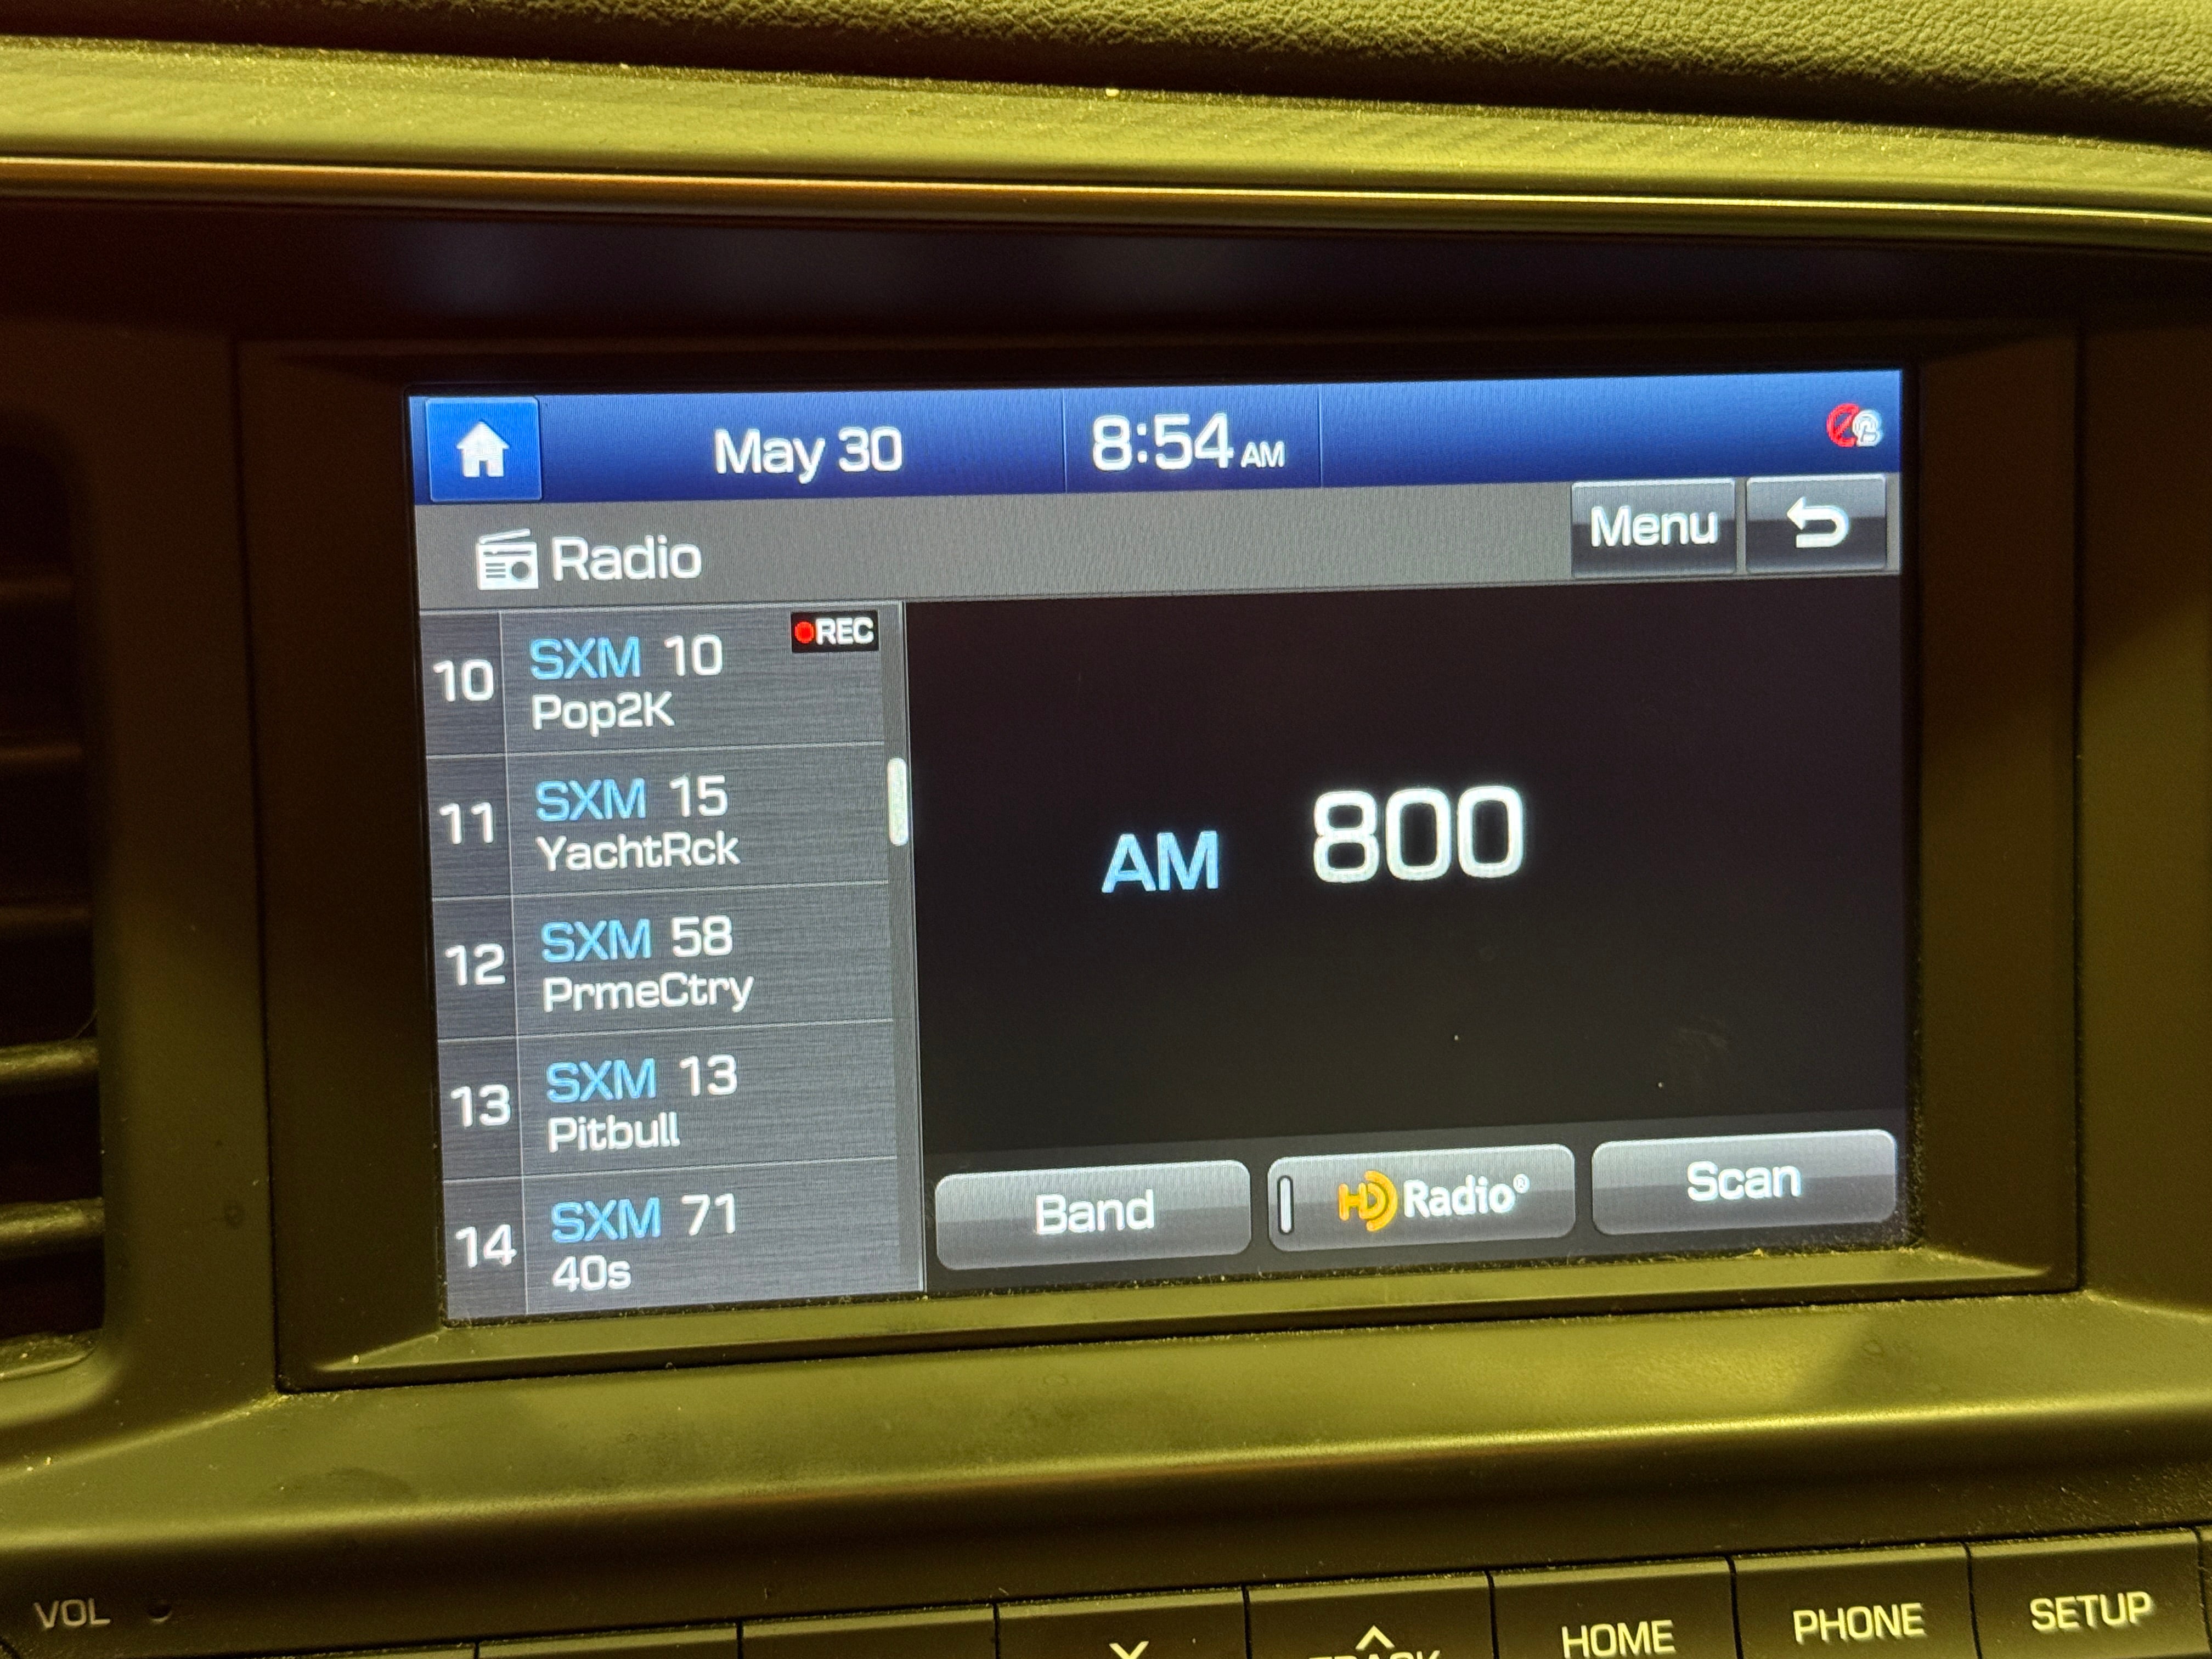 May 30
8:54 AM
Radio
Menu
10 SXM 10 REC
Pop2K
11 SXM 15
YachtRck
12 SXM 58
PrmeCtry
13 SXM 13
Pitbull
14 SXM 71
40s
AM 800
Band
HD Radio®
Scan
VOL
TRACK
HOME
PHONE
SETUP